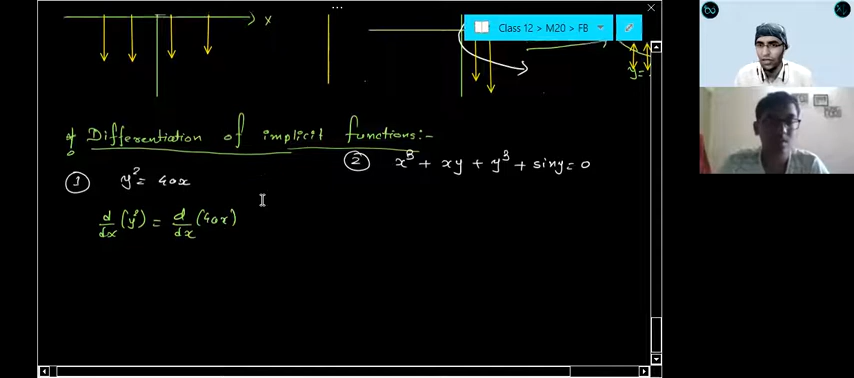 x
Class 12 > M20 > FB
* Differentiation of implicit functions:-
① y² = 4ax
d/dx (y²) = d/dx (4ax)
② x³ + xy + y³ + siny = 0